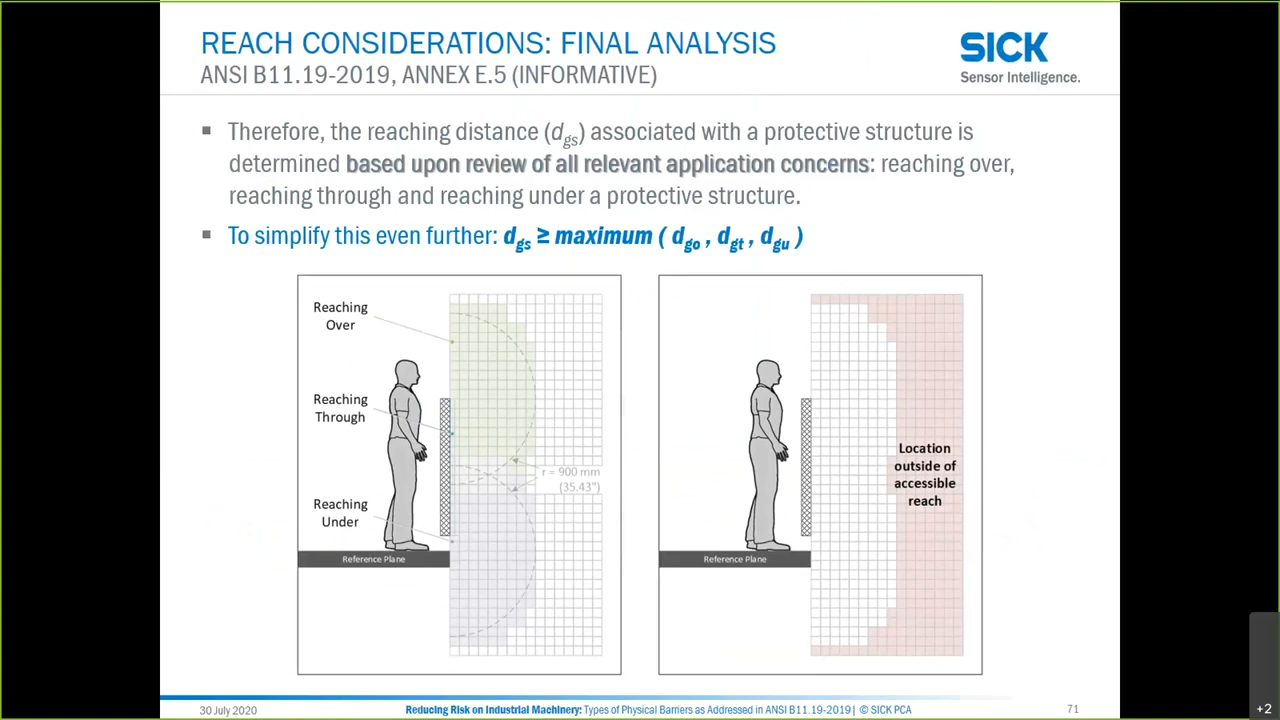 REACH CONSIDERATIONS: FINAL ANALYSIS
ANSI B11.19-2019, ANNEX E.5 (INFORMATIVE)
SICK
Sensor Intelligence.
▪ Therefore, the reaching distance (dgs) associated with a protective structure is
determined based upon review of all relevant application concerns: reaching over,
reaching through and reaching under a protective structure.
▪ To simplify this even further: dgs ≥ maximum ( dgo , dgt , dgu )
Reaching
Over
Reaching
Through
r = 900 mm
(35.43")
Reaching
Under
Reference Plane
Location
outside of
accessible
reach
Reference Plane
30 July 2020
Reducing Risk on Industrial Machinery: Types of Physical Barriers as Addressed in ANSI B11.19-2019| © SICK PCA
71
+2